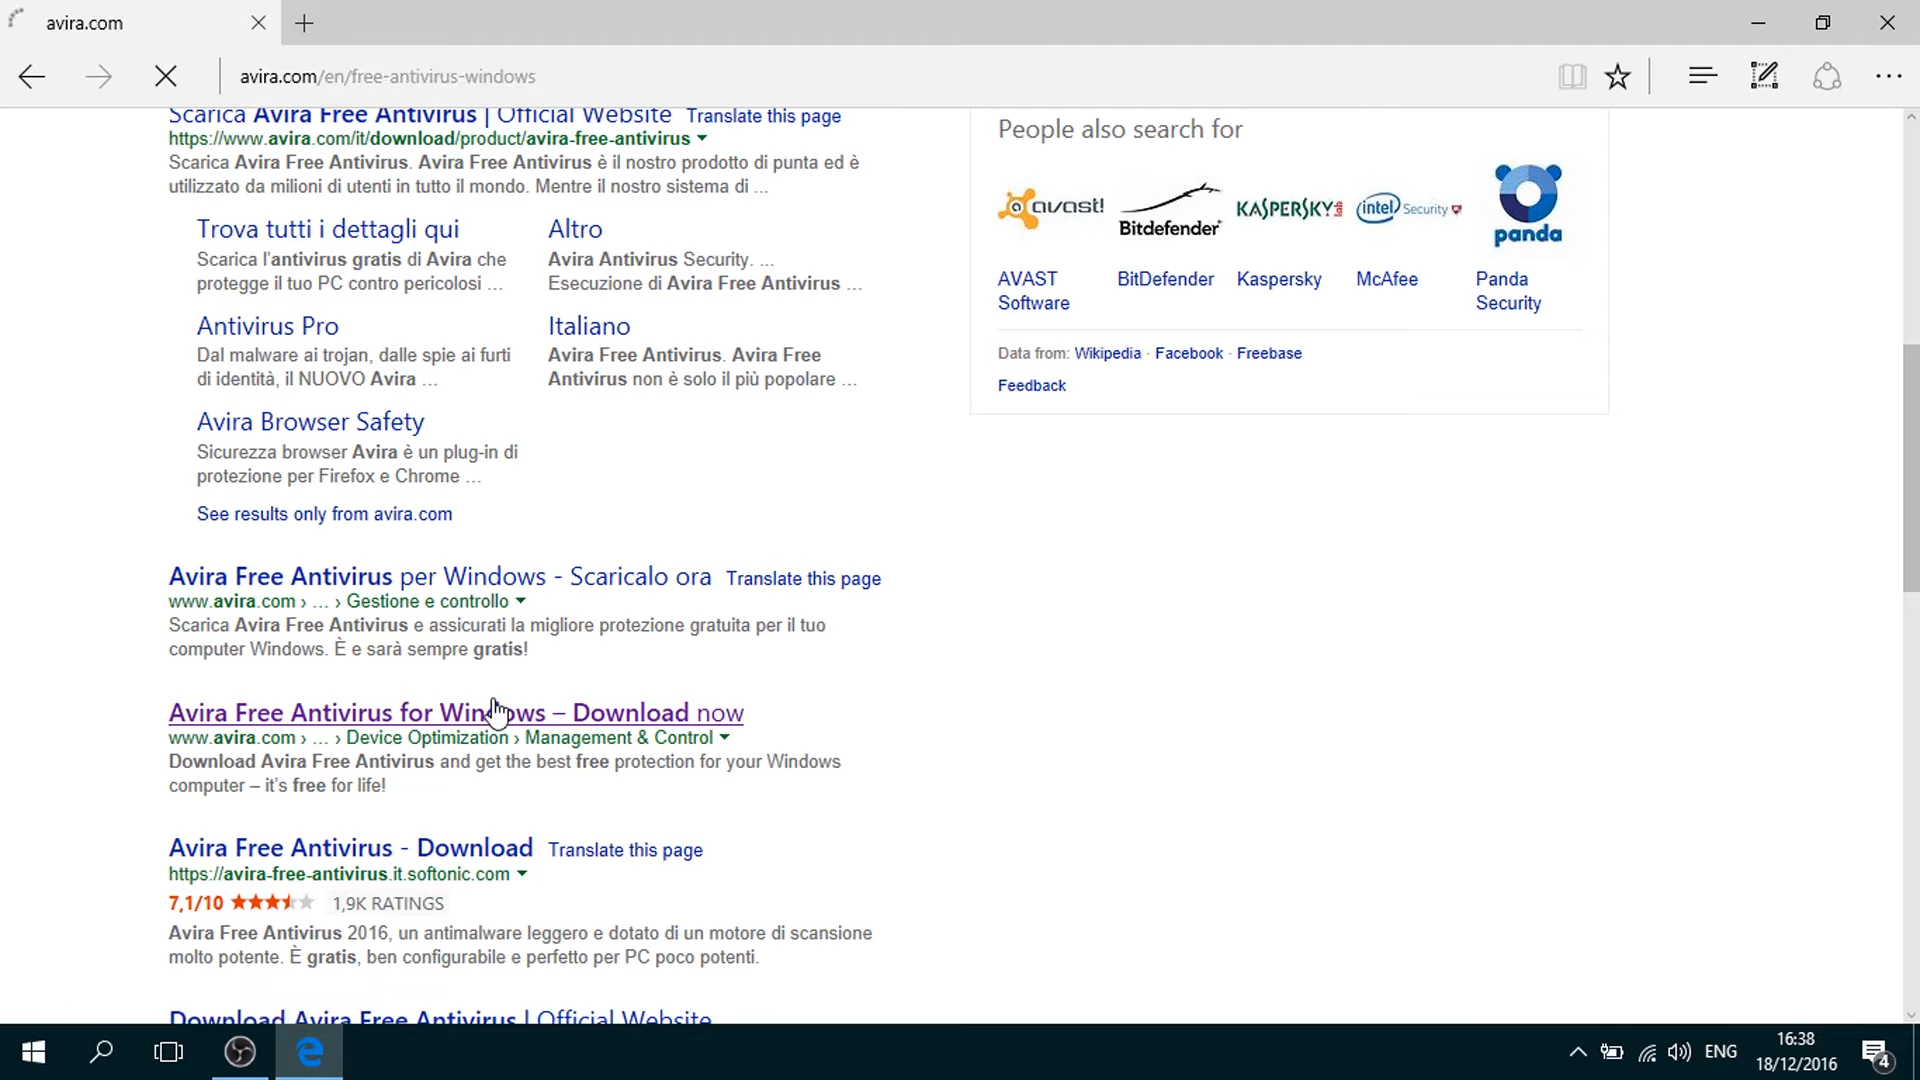 avira.com
avira.com/en/free-antivirus-windows
Scarica Avira Free Antivirus | Official Website Translate this page
https://www.avira.com/it/download/product/avira-free-antivirus
Scarica Avira Free Antivirus. Avira Free Antivirus è il nostro prodotto di punta ed è
utilizzato da milioni di utenti in tutto il mondo. Mentre il nostro sistema di ...
Trova tutti i dettagli qui
Scarica l'antivirus gratis di Avira che
protegge il tuo PC contro pericolosi ...
Altro
Avira Antivirus Security. ...
Esecuzione di Avira Free Antivirus ...
Antivirus Pro
Dal malware ai trojan, dalle spie ai furti
di identità, il NUOVO Avira ...
Italiano
Avira Free Antivirus. Avira Free
Antivirus non è solo il più popolare ...
Avira Browser Safety
Sicurezza browser Avira è un plug-in di
protezione per Firefox e Chrome ...
See results only from avira.com
Avira Free Antivirus per Windows - Scaricalo ora Translate this page
www.avira.com › ... › Gestione e controllo
Scarica Avira Free Antivirus e assicurati la migliore protezione gratuita per il tuo
computer Windows. È e sarà sempre gratis!
Avira Free Antivirus for Windows – Download now
www.avira.com › ... › Device Optimization › Management & Control
Download Avira Free Antivirus and get the best free protection for your Windows
computer – it's free for life!
Avira Free Antivirus - Download Translate this page
https://avira-free-antivirus.it.softonic.com
7,1/10 1,9K RATINGS
Avira Free Antivirus 2016, un antimalware leggero e dotato di un motore di scansione
molto potente. È gratis, ben configurabile e perfetto per PC poco potenti.
Download Avira Free Antivirus | Official Website
People also search for
avast!
Bitdefender
KASPERSKY lab
intel Security
panda
AVAST
Software
BitDefender
Kaspersky
McAfee
Panda
Security
Data from: Wikipedia · Facebook · Freebase
Feedback
ENG
16:38
18/12/2016
4